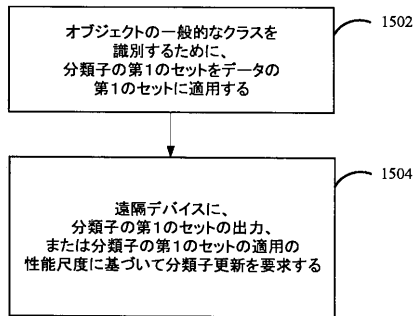 オブジェクトの一般的なクラスを
識別するために、
分類子の第1のセットをデータの
第1のセットに適用する
1502
遠隔デバイスに、
分類子の第1のセットの出力、
または分類子の第1のセットの適用の
性能尺度に基づいて分類子更新を要求する
1504